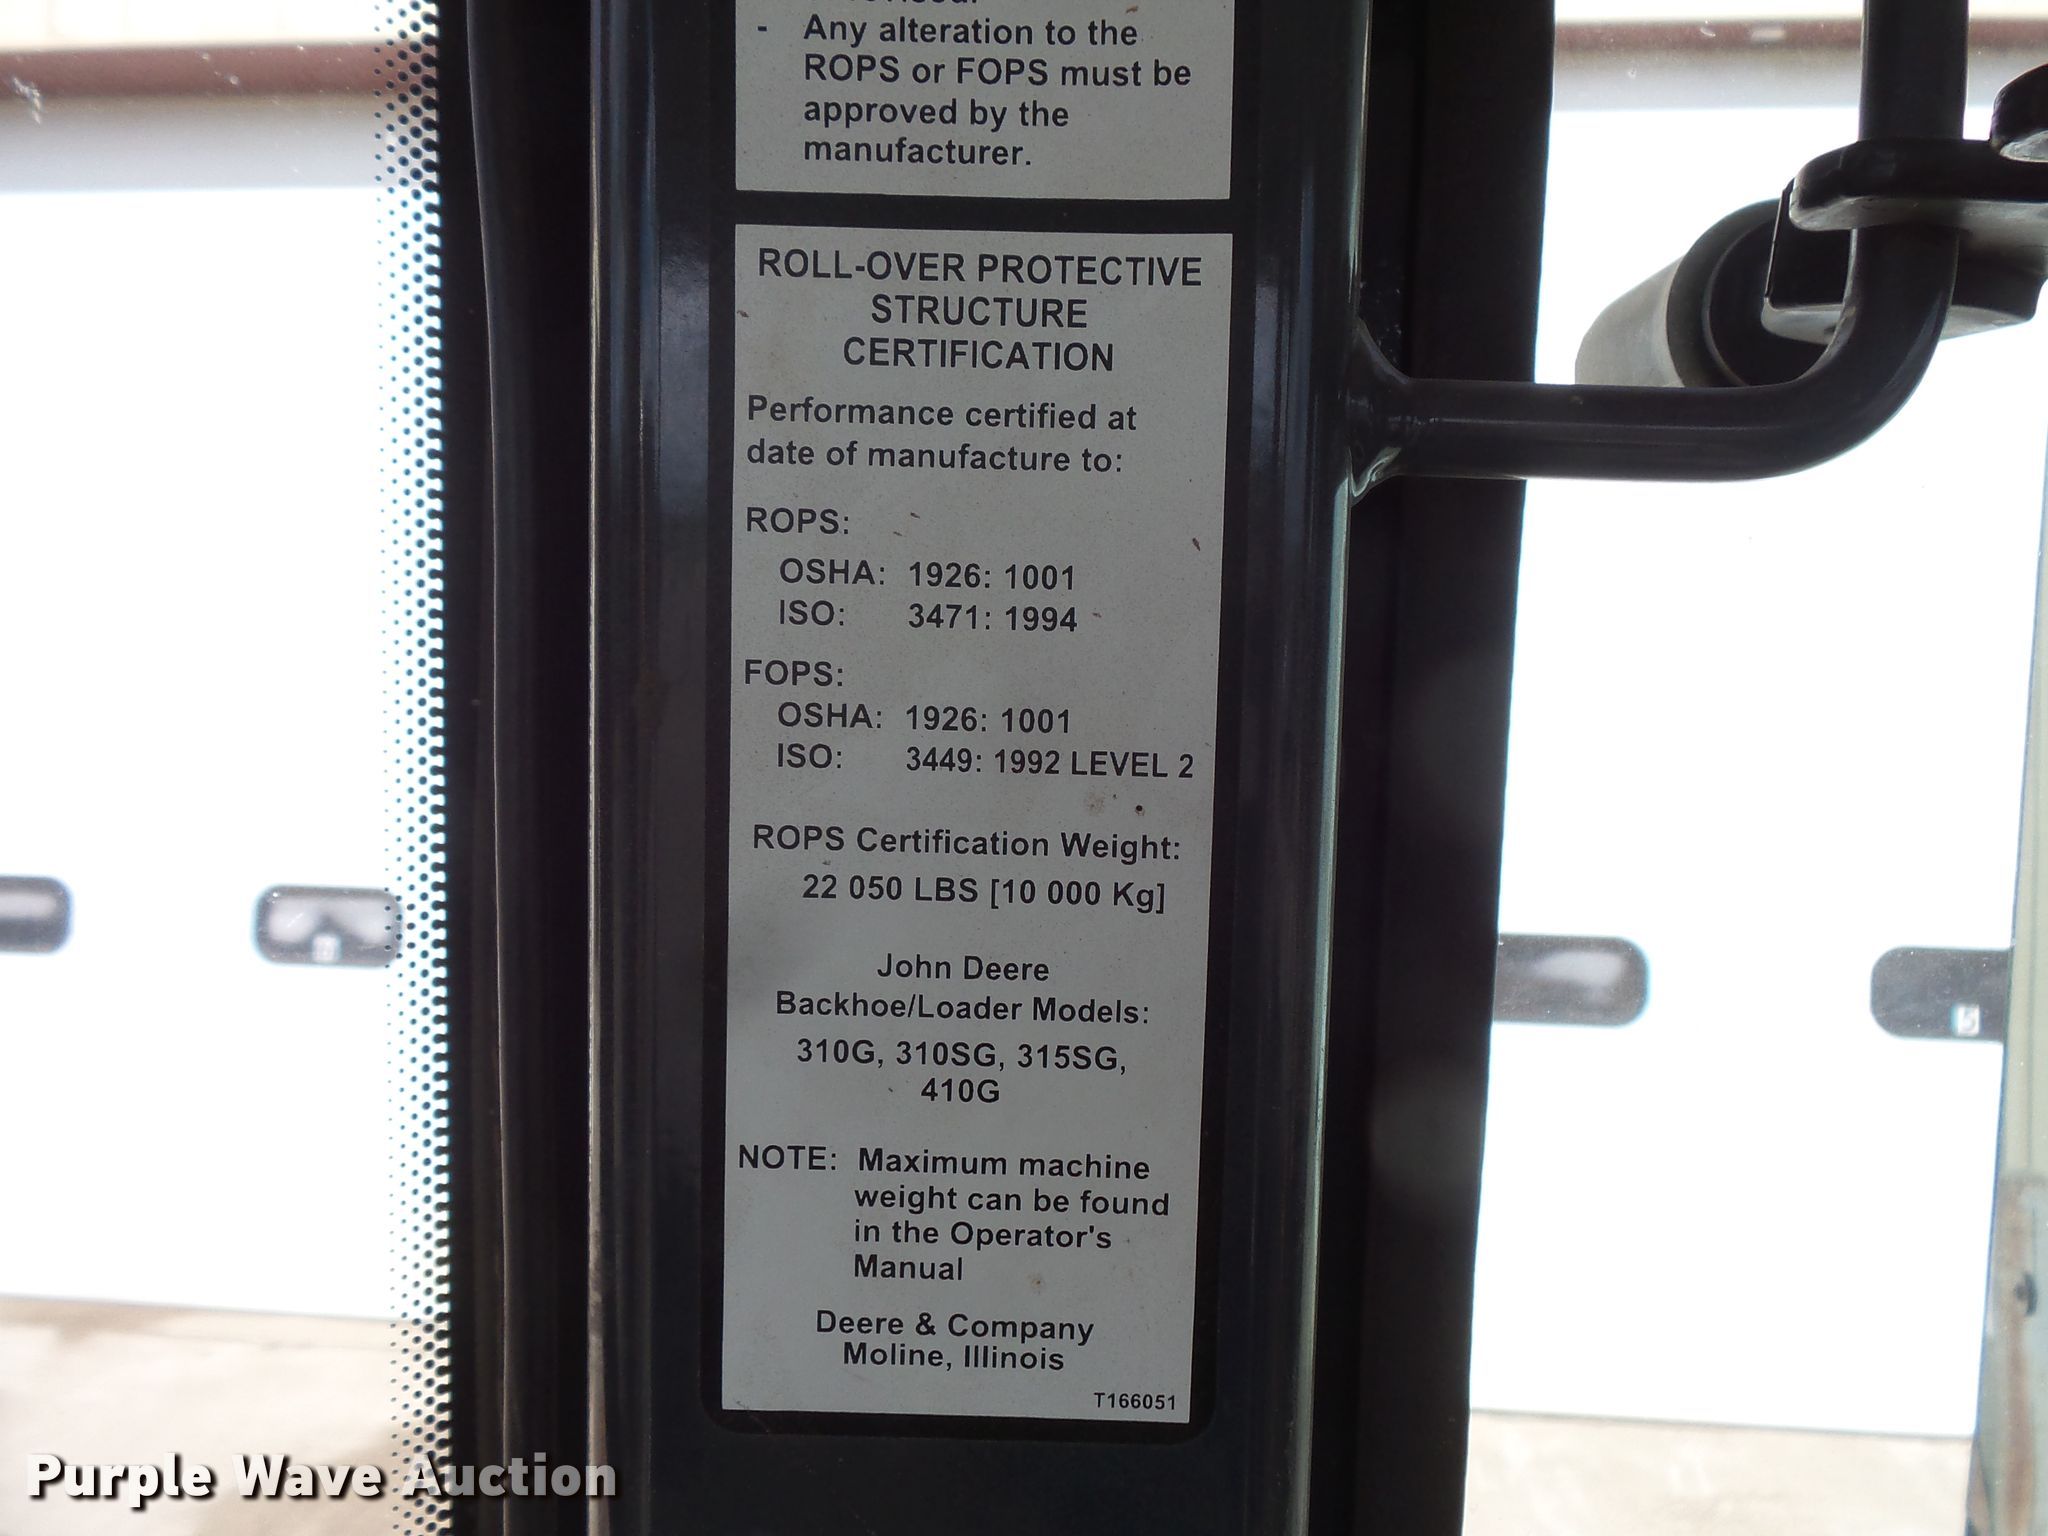 - Any alteration to the
ROPS or FOPS must be
approved by the
manufacturer.
ROLL-OVER PROTECTIVE
STRUCTURE
CERTIFICATION
Performance certified at
date of manufacture to:
ROPS:
OSHA: 1926: 1001
ISO: 3471: 1994
FOPS:
OSHA: 1926: 1001
ISO: 3449: 1992 LEVEL 2
ROPS Certification Weight:
22 050 LBS [10 000 Kg]
John Deere
Backhoe/Loader Models:
310G, 310SG, 315SG,
410G
NOTE: Maximum machine
weight can be found
in the Operator's
Manual
Deere & Company
Moline, Illinois
T166051
Purple Wave Auction